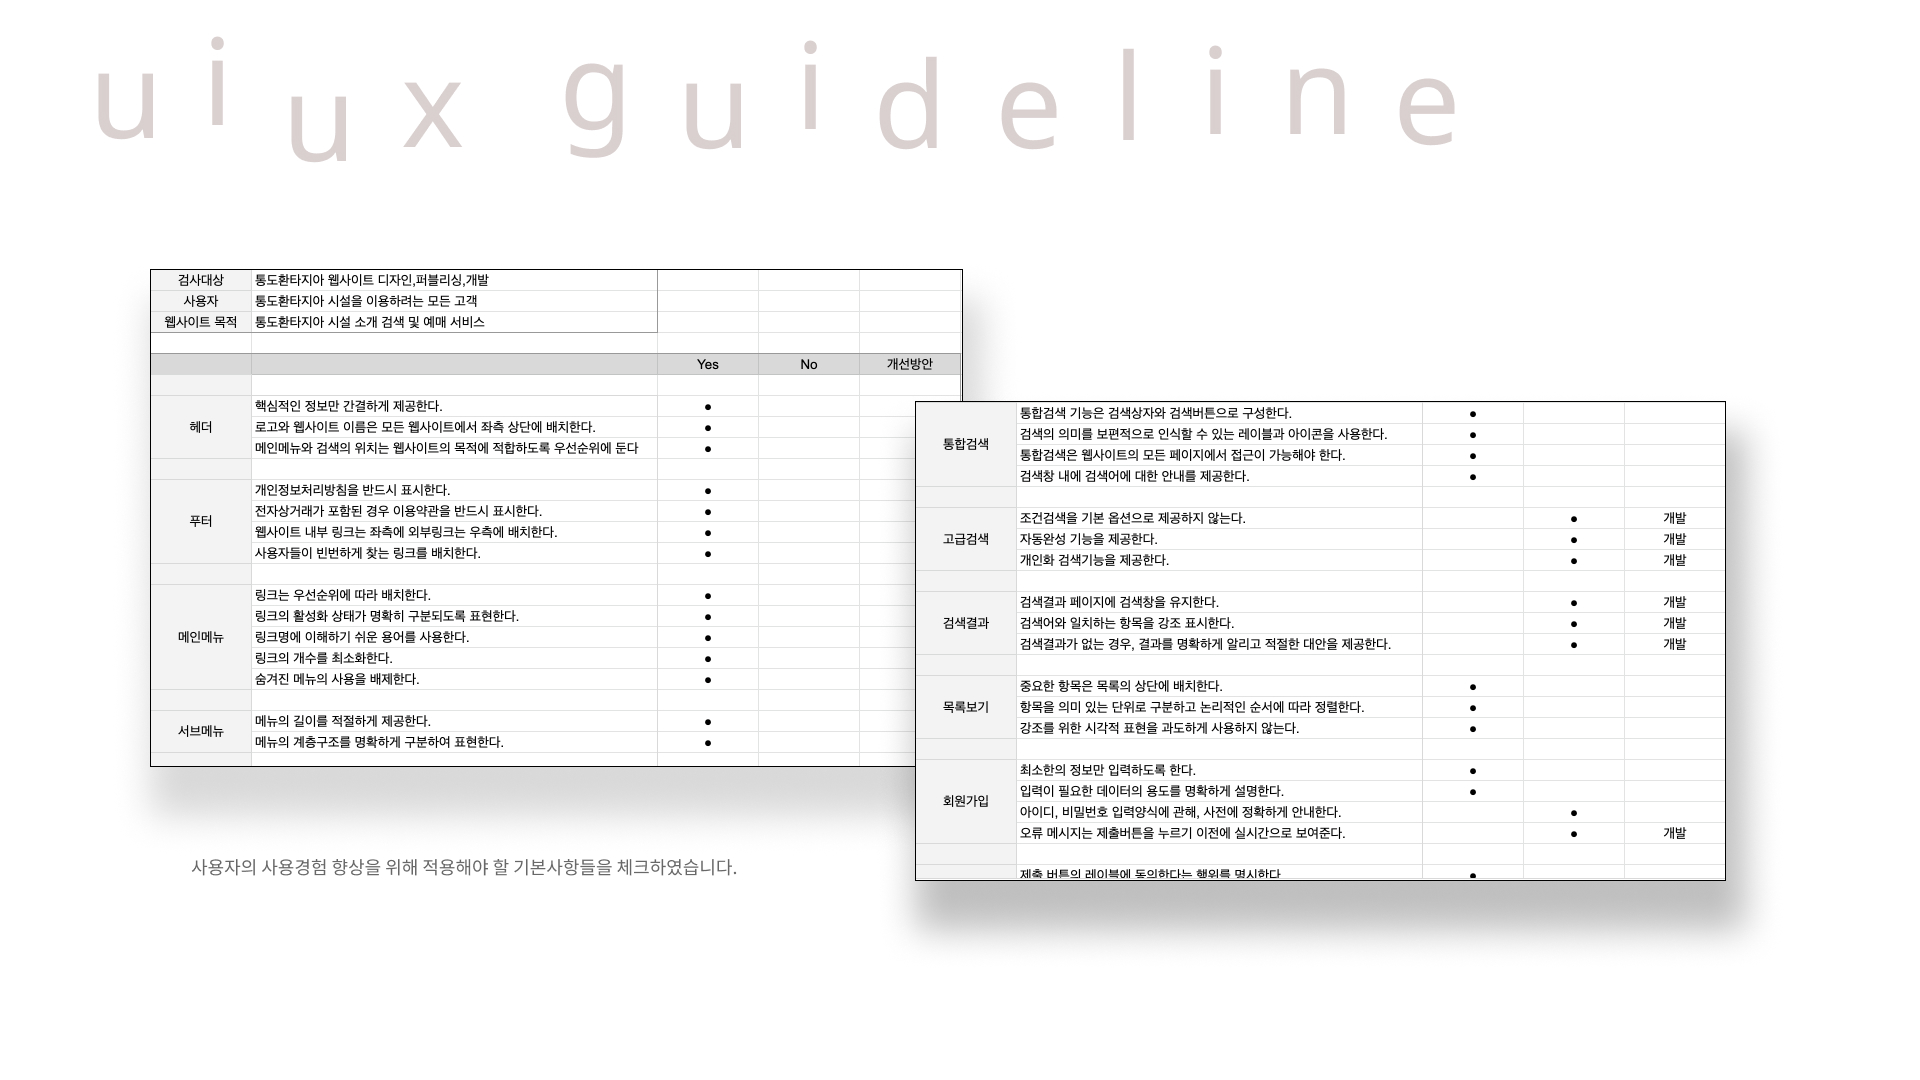 ui ux guideline
검사대상 통도환타지아 웹사이트 디자인,퍼블리싱,개발
사용자 통도환타지아 시설을 이용하려는 모든 고객
웹사이트 목적 통도환타지아 시설 소개 검색 및 예매 서비스
Yes No 개선방안
헤더
핵심적인 정보만 간결하게 제공한다. ●
로고와 웹사이트 이름은 모든 웹사이트에서 좌측 상단에 배치한다. ●
메인메뉴와 검색의 위치는 웹사이트의 목적에 적합하도록 우선순위에 둔다 ●
푸터
개인정보처리방침을 반드시 표시한다. ●
전자상거래가 포함된 경우 이용약관을 반드시 표시한다. ●
웹사이트 내부 링크는 좌측에 외부링크는 우측에 배치한다. ●
사용자들이 빈번하게 찾는 링크를 배치한다. ●
메인메뉴
링크는 우선순위에 따라 배치한다. ●
링크의 활성화 상태가 명확히 구분되도록 표현한다. ●
링크명에 이해하기 쉬운 용어를 사용한다. ●
링크의 개수를 최소화한다. ●
숨겨진 메뉴의 사용을 배제한다. ●
서브메뉴
메뉴의 길이를 적절하게 제공한다. ●
메뉴의 계층구조를 명확하게 구분하여 표현한다. ●
통합검색
통합검색 기능은 검색상자와 검색버튼으로 구성한다. ●
검색의 의미를 보편적으로 인식할 수 있는 레이블과 아이콘을 사용한다. ●
통합검색은 웹사이트의 모든 페이지에서 접근이 가능해야 한다. ●
검색창 내에 검색어에 대한 안내를 제공한다. ●
고급검색
조건검색을 기본 옵션으로 제공하지 않는다. ● 개발
자동완성 기능을 제공한다. ● 개발
개인화 검색기능을 제공한다. ● 개발
검색결과
검색결과 페이지에 검색창을 유지한다. ● 개발
검색어와 일치하는 항목을 강조 표시한다. ● 개발
검색결과가 없는 경우, 결과를 명확하게 알리고 적절한 대안을 제공한다. ● 개발
목록보기
중요한 항목은 목록의 상단에 배치한다. ●
항목을 의미 있는 단위로 구분하고 논리적인 순서에 따라 정렬한다. ●
강조를 위한 시각적 표현을 과도하게 사용하지 않는다. ●
회원가입
최소한의 정보만 입력하도록 한다. ●
입력이 필요한 데이터의 용도를 명확하게 설명한다. ●
아이디, 비밀번호 입력양식에 관해, 사전에 정확하게 안내한다. ●
오류 메시지는 제출버튼을 누르기 이전에 실시간으로 보여준다. ● 개발
제출 버튼의 레이블에 동의한다는 행위를 명시한다 ●
사용자의 사용경험 향상을 위해 적용해야 할 기본사항들을 체크하였습니다.